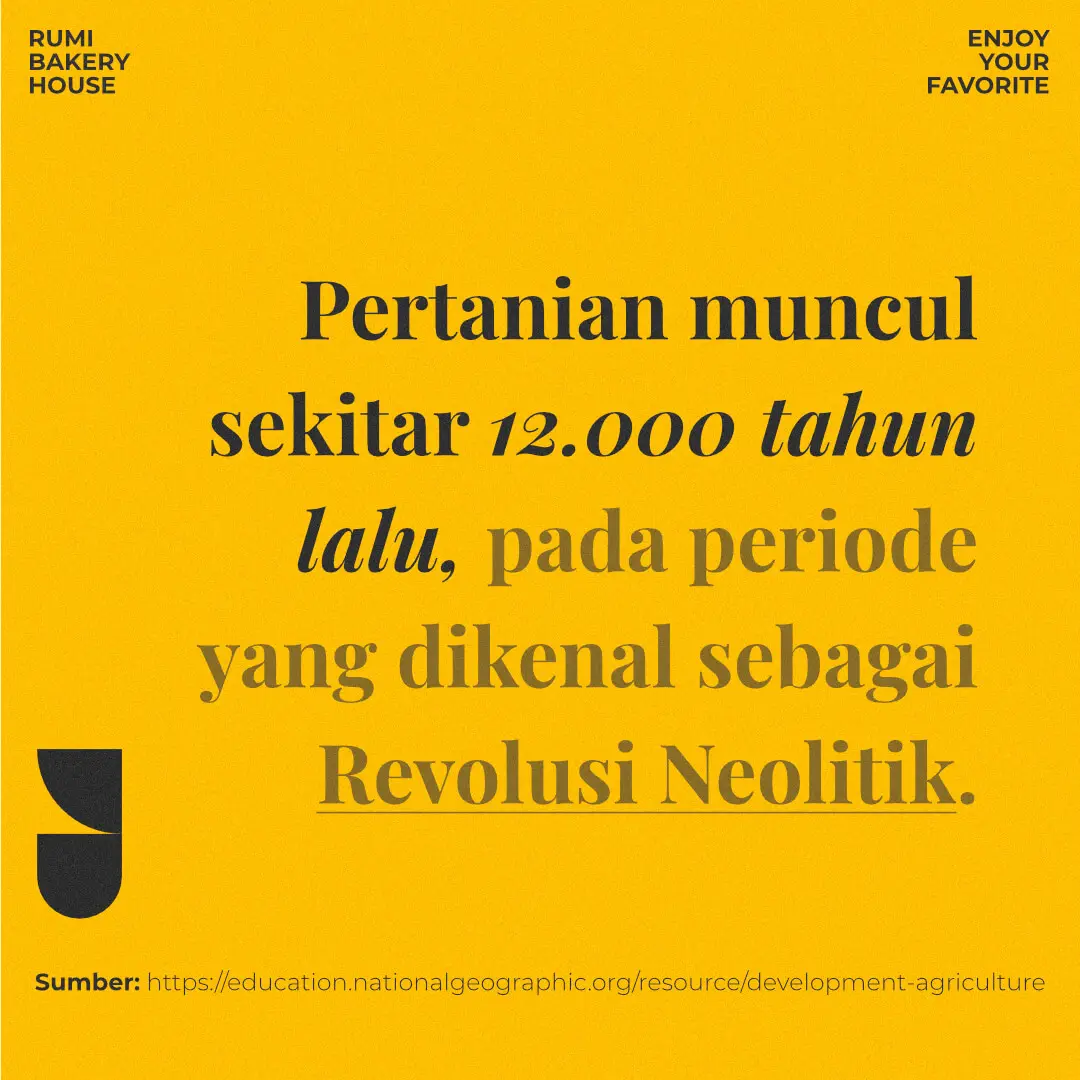 RUMI
BAKERY
HOUSE
ENJOY
YOUR
FAVORITE
Pertanian muncul
sekitar 12.000 tahun
lalu, pada periode
yang dikenal sebagai
Revolusi Neolitik.
Sumber: https://education.nationalgeographic.org/resource/development-agriculture